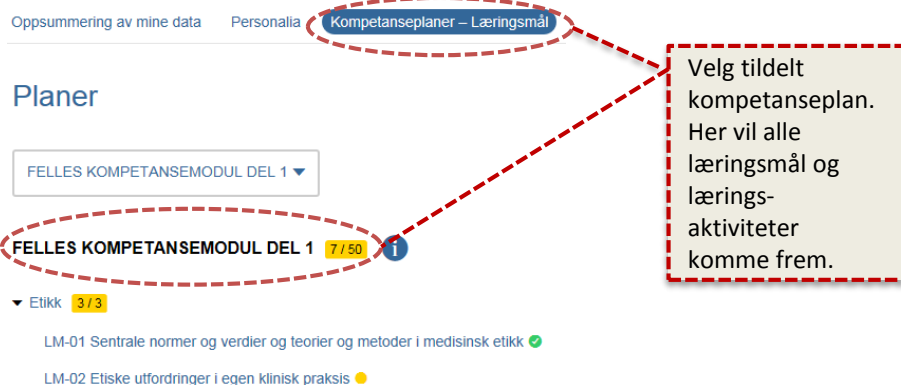 Oppsummering av mine data Personalia Kompetanseplaner – Læringsmål
Planer
FELLES KOMPETANSEMODUL DEL 1
FELLES KOMPETANSEMODUL DEL 1 7 / 50 i
Etikk 3 / 3
LM-01 Sentrale normer og verdier og teorier og metoder i medisinsk etikk
LM-02 Etiske utfordringer i egen klinisk praksis
Velg tildelt
kompetanseplan.
Her vil alle
læringsmål og
lærings-
aktiviteter
komme frem.